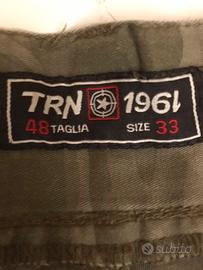 TRN 1961
48 TAGLIA SIZE 33
subito